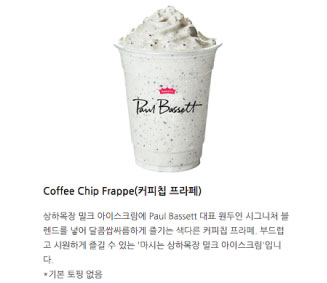 Paul Bassett
Coffee Chip Frappe(커피칩 프라페)
상하목장 밀크 아이스크림에 Paul Bassett 대표 원두인 시그니처 블
렌드를 넣어 달콤쌉싸름하게 즐기는 색다른 커피칩 프라페. 부드럽
고 시원하게 즐길 수 있는 '마시는 상하목장 밀크 아이스크림'입니
다.
*기본 토핑 없음